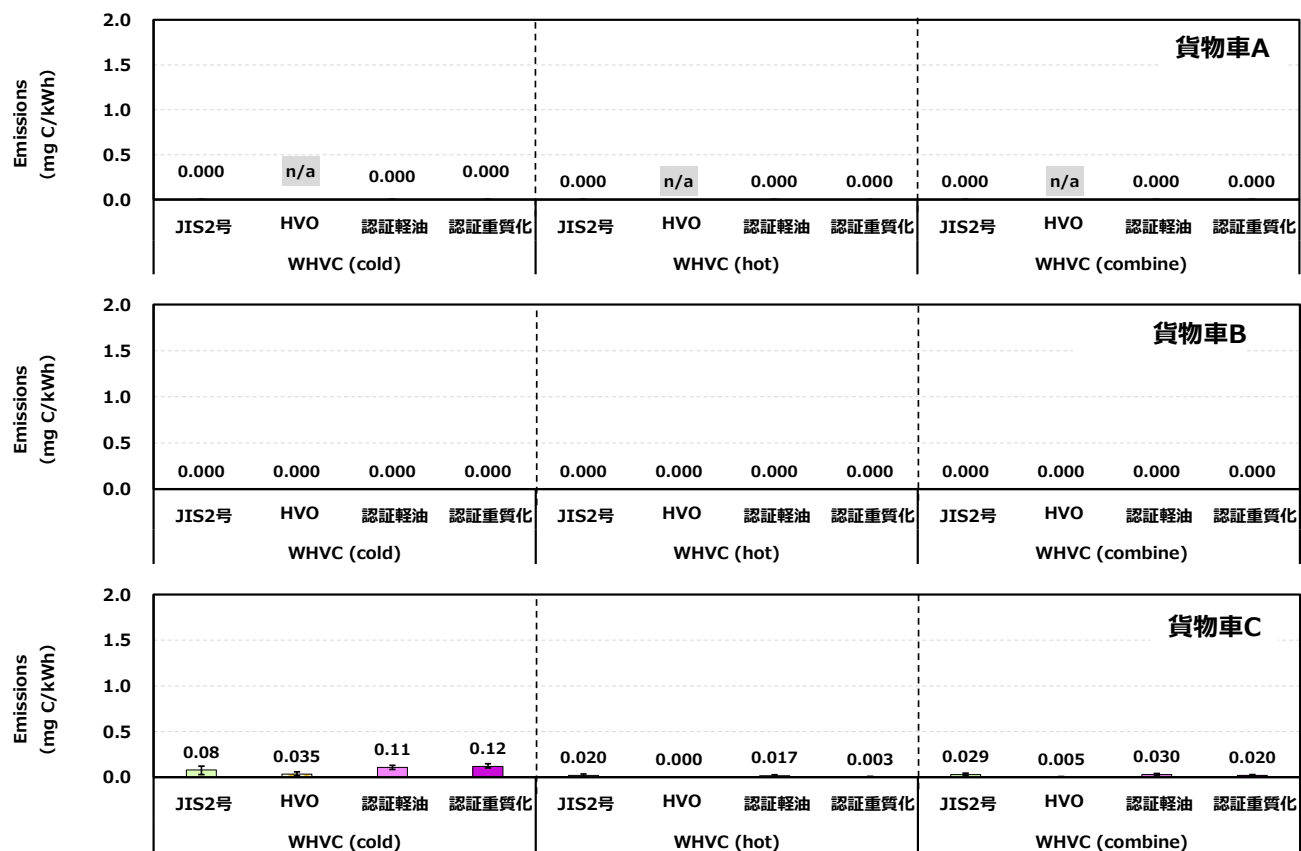 貨物車A
Emissions
(mg C/kWh)
2.0
1.5
1.0
0.5
0.0
0.000 n/a 0.000 0.000 0.000 n/a 0.000 0.000 0.000 n/a 0.000 0.000
JIS2号 HVO 認証軽油 認証重質化 JIS2号 HVO 認証軽油 認証重質化 JIS2号 HVO 認証軽油 認証重質化
WHVC (cold) WHVC (hot) WHVC (combine)
貨物車B
Emissions
(mg C/kWh)
2.0
1.5
1.0
0.5
0.0
0.000 0.000 0.000 0.000 0.000 0.000 0.000 0.000 0.000 0.000 0.000 0.000
JIS2号 HVO 認証軽油 認証重質化 JIS2号 HVO 認証軽油 認証重質化 JIS2号 HVO 認証軽油 認証重質化
WHVC (cold) WHVC (hot) WHVC (combine)
貨物車C
Emissions
(mg C/kWh)
2.0
1.5
1.0
0.5
0.0
0.08 0.035 0.11 0.12 0.020 0.000 0.017 0.003 0.029 0.005 0.030 0.020
JIS2号 HVO 認証軽油 認証重質化 JIS2号 HVO 認証軽油 認証重質化 JIS2号 HVO 認証軽油 認証重質化
WHVC (cold) WHVC (hot) WHVC (combine)